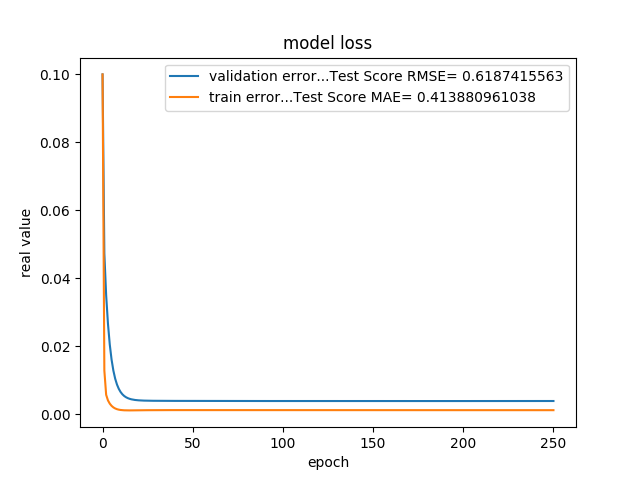 model loss
validation error...Test Score RMSE= 0.6187415563
train error...Test Score MAE= 0.413880961038
0.10
0.08
0.06
0.04
0.02
0.00
real value
0 50 100 150 200 250
epoch